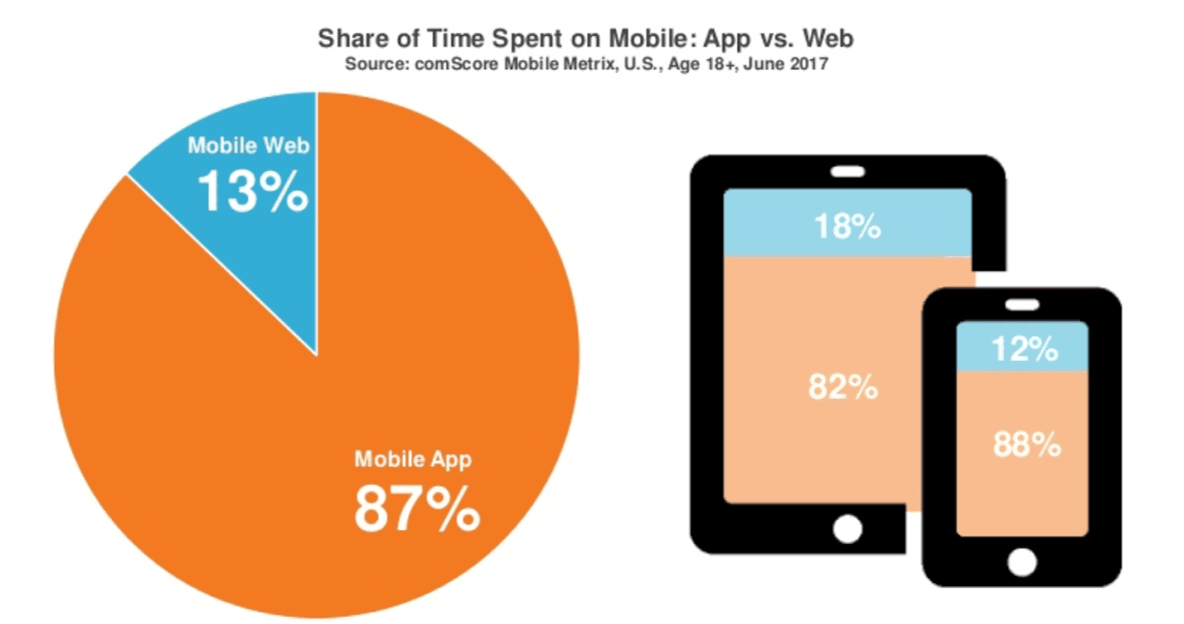 Share of Time Spent on Mobile: App vs. Web
Source: comScore Mobile Metrix, U.S., Age 18+, June 2017
Mobile Web
13%
Mobile App
87%
18%
82%
12%
88%